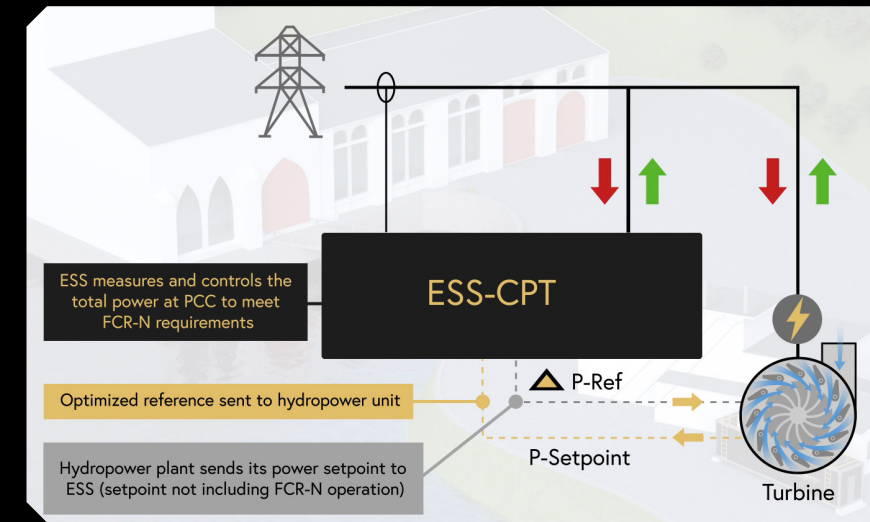 ESS measures and controls the
total power at PCC to meet
FCR-N requirements
ESS-CPT
P-Ref
Optimized reference sent to hydropower unit
P-Setpoint
Hydropower plant sends its power setpoint to
ESS (setpoint not including FCR-N operation)
Turbine